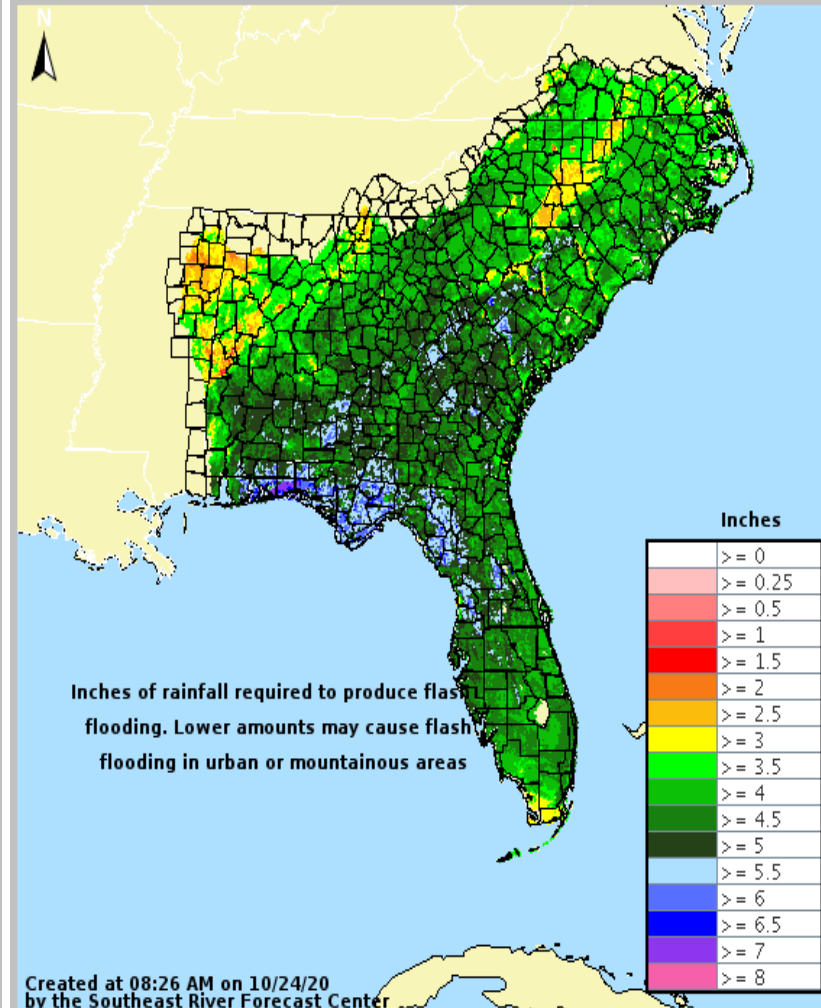 N
Inches of rainfall required to produce flash
flooding. Lower amounts may cause flash
flooding in urban or mountainous areas
Inches
>= 0
>= 0.25
>= 0.5
>= 1
>= 1.5
>= 2
>= 2.5
>= 3
>= 3.5
>= 4
>= 4.5
>= 5
>= 5.5
>= 6
>= 6.5
>= 7
>= 8
Created at 08:26 AM on 10/24/20
by the Southeast River Forecast Center